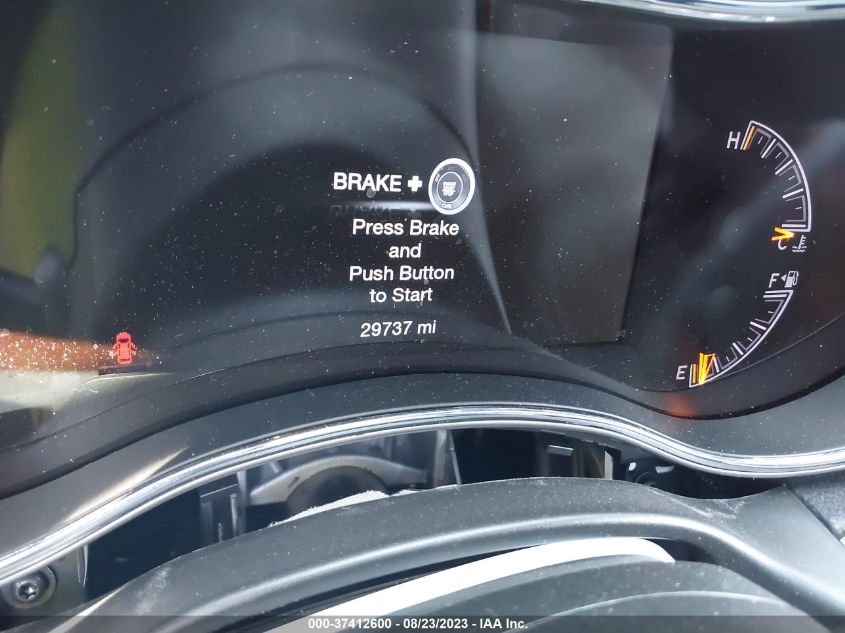 BRAKE +
Press Brake
and
Push Button
to Start
29737 mi
H
C
F
E
000-37412600 - 08/23/2023 - IAA Inc.